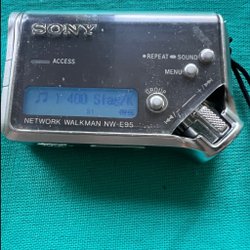 SONY
ACCESS
• REPEAT ➡ SOUND
MENU
GROUP
NETWORK WALKMAN NW-E95